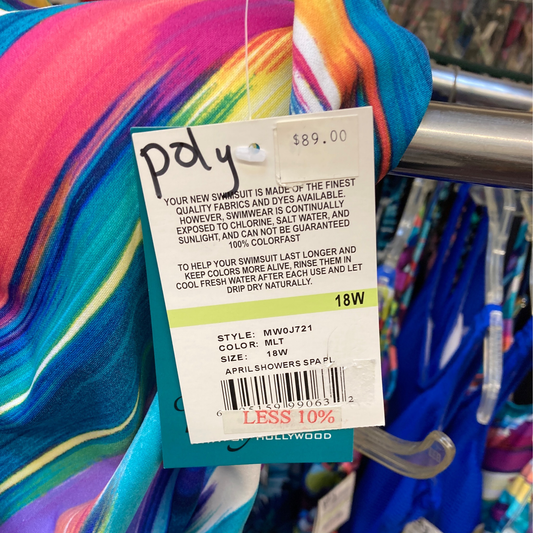 poly
$89.00
YOUR NEW SWIMSUIT IS MADE OF THE FINEST
QUALITY FABRICS AND DYES AVAILABLE.
HOWEVER, SWIMWEAR IS CONTINUALLY
EXPOSED TO CHLORINE, SALT WATER, AND
SUNLIGHT, AND CAN NOT BE GUARANTEED
100% COLORFAST
TO HELP YOUR SWIMSUIT LAST LONGER AND
KEEP COLORS MORE ALIVE, RINSE THEM IN
COOL FRESH WATER AFTER EACH USE AND LET
DRIP DRY NATURALLY.
18W
STYLE: MW0J721
COLOR: MLT
SIZE: 18W
APRIL SHOWERS SPA PL
LESS 10%
HOLLYWOOD